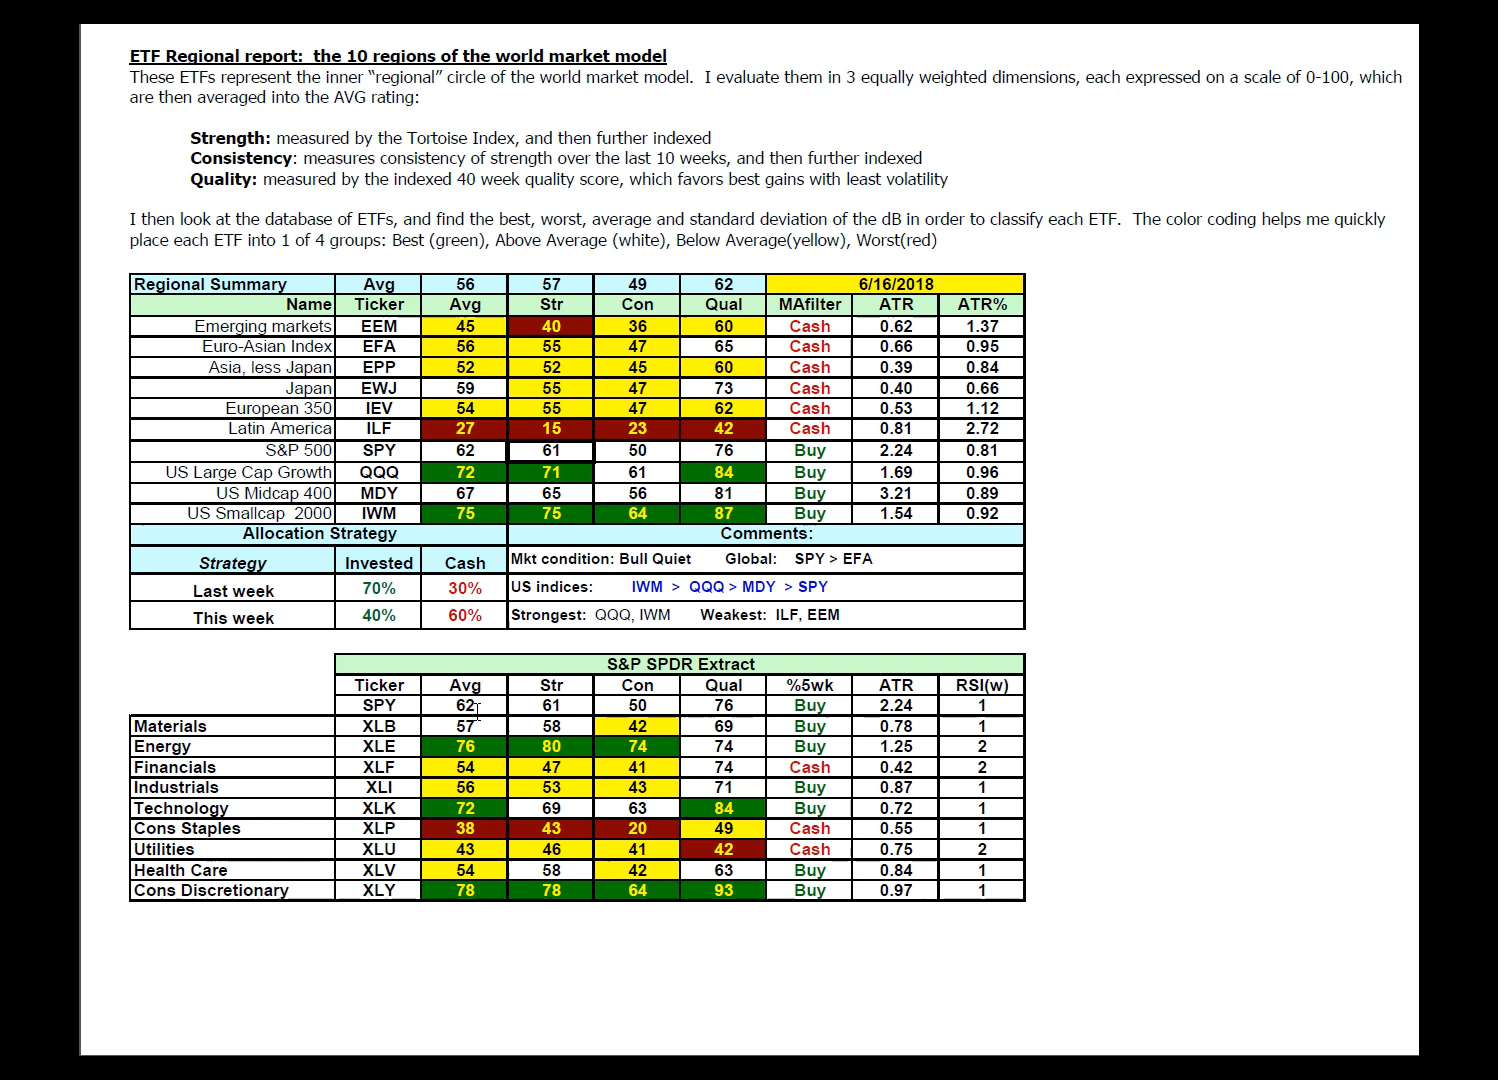 ETF Regional report:  the 10 regions of the world market model
These ETFs represent the inner “regional” circle of the world market model.  I evaluate them in 3 equally weighted dimensions, each expressed on a scale of 0-100, which
are then averaged into the AVG rating:
Strength: measured by the Tortoise Index, and then further indexed
Consistency: measures consistency of strength over the last 10 weeks, and then further indexed
Quality: measured by the indexed 40 week quality score, which favors best gains with least volatility
I then look at the database of ETFs, and find the best, worst, average and standard deviation of the dB in order to classify each ETF.  The color coding helps me quickly
place each ETF into 1 of 4 groups: Best (green), Above Average (white), Below Average(yellow), Worst(red)
Regional Summary Avg 56 57 49 62 6/16/2018
Name Ticker Avg Str Con Qual MAfilter ATR ATR%
Emerging markets EEM 45 40 36 60 Cash 0.62 1.37
Euro-Asian Index EFA 56 55 47 65 Cash 0.66 0.95
Asia, less Japan EPP 52 52 45 60 Cash 0.39 0.84
Japan EWJ 59 55 47 73 Cash 0.40 0.66
European 350 IEV 54 55 47 62 Cash 0.53 1.12
Latin America ILF 27 15 23 42 Cash 0.81 2.72
S&P 500 SPY 62 61 50 76 Buy 2.24 0.81
US Large Cap Growth QQQ 72 71 61 84 Buy 1.69 0.96
US Midcap 400 MDY 67 65 56 81 Buy 3.21 0.89
US Smallcap  2000 IWM 75 75 64 87 Buy 1.54 0.92
Allocation Strategy Comments:
Strategy Invested Cash Mkt condition: Bull Quiet Global: SPY > EFA
Last week 70% 30% US indices: IWM > QQQ > MDY > SPY
This week 40% 60% Strongest: QQQ, IWM Weakest: ILF, EEM
S&P SPDR Extract
Ticker Avg Str Con Qual %5wk ATR RSI(w)
SPY 62 61 50 76 Buy 2.24 1
Materials XLB 57 58 42 69 Buy 0.78 1
Energy XLE 76 80 74 74 Buy 1.25 2
Financials XLF 54 47 41 74 Cash 0.42 2
Industrials XLI 56 53 43 71 Buy 0.87 1
Technology XLK 72 69 63 84 Buy 0.72 1
Cons Staples XLP 38 43 20 49 Cash 0.55 1
Utilities XLU 43 46 41 42 Cash 0.75 2
Health Care XLV 54 58 42 63 Buy 0.84 1
Cons Discretionary XLY 78 78 64 93 Buy 0.97 1